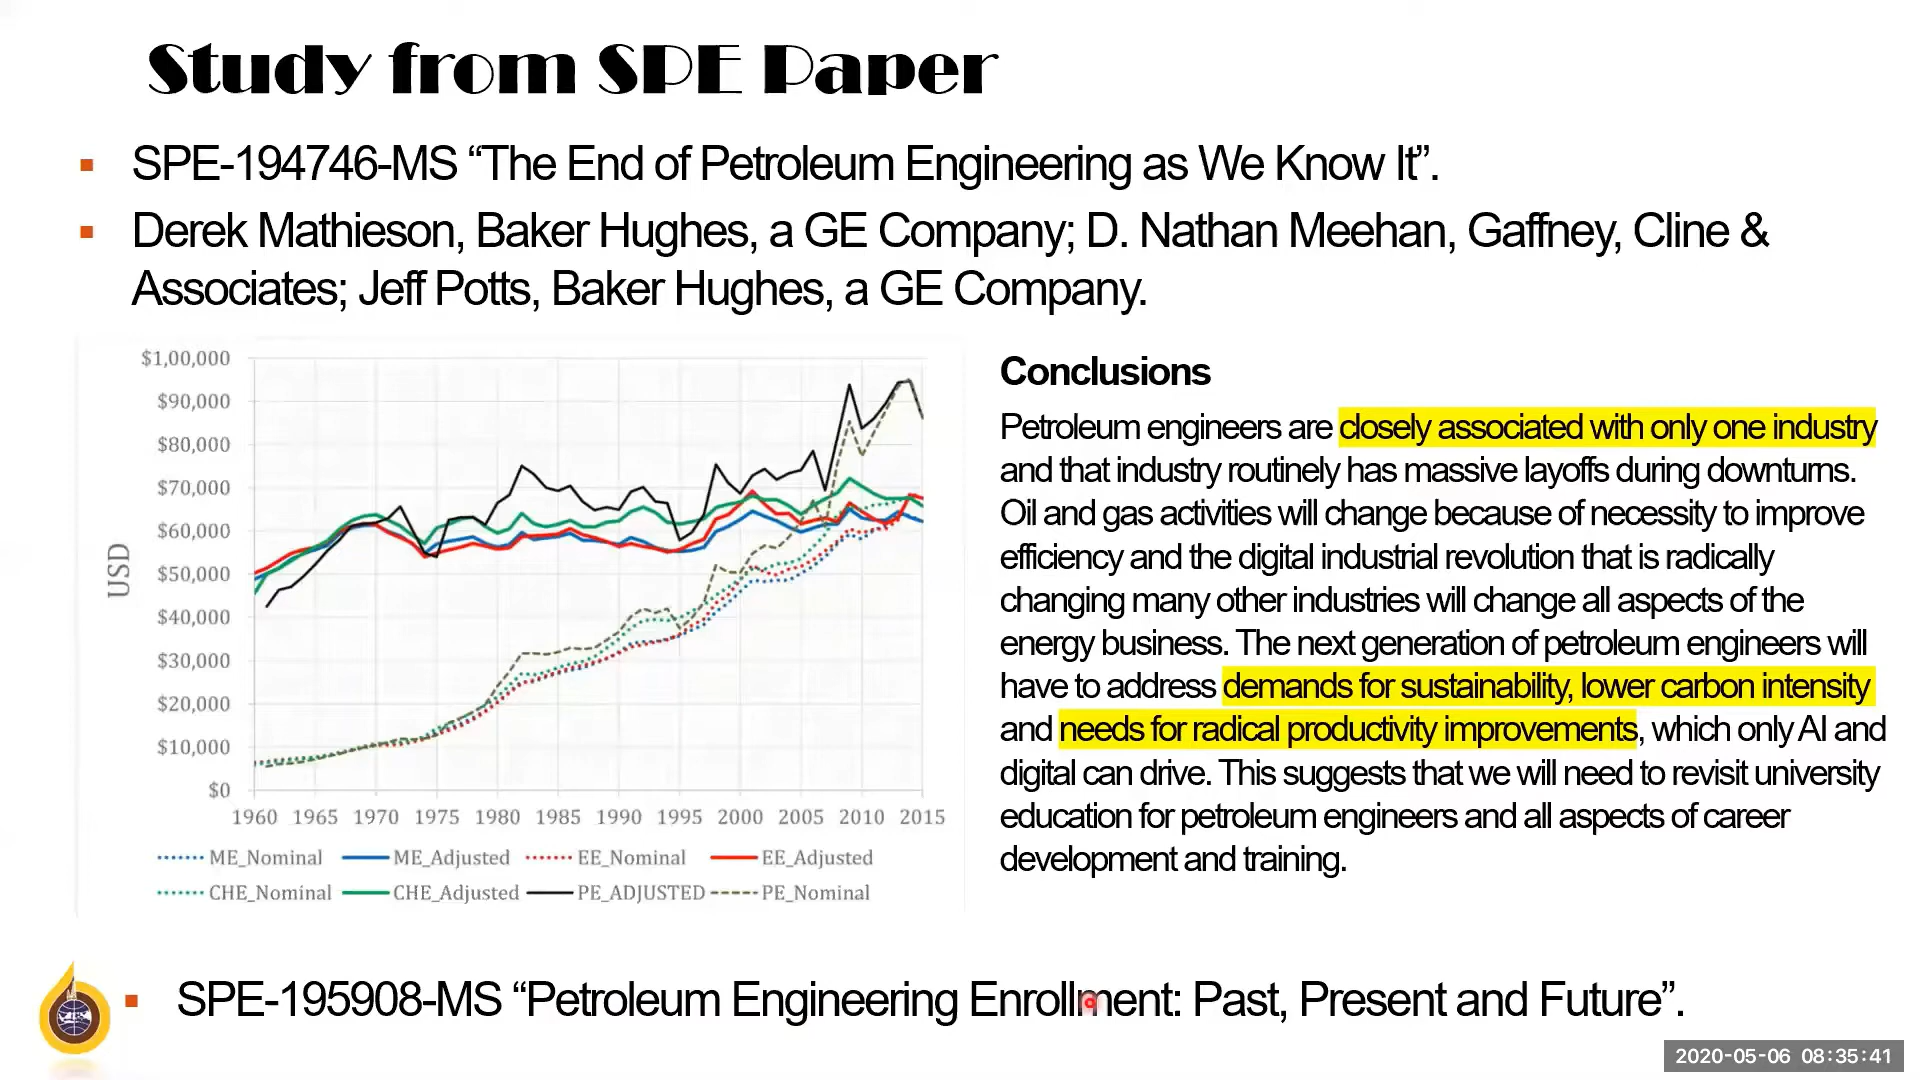 Study from SPE Paper
SPE-194746-MS “The End of Petroleum Engineering as We Know It”.
Derek Mathieson, Baker Hughes, a GE Company; D. Nathan Meehan, Gaffney, Cline &
Associates; Jeff Potts, Baker Hughes, a GE Company.
$1,00,000
$90,000
$80,000
$70,000
$60,000
$50,000
$40,000
$30,000
$20,000
$10,000
$0
USD
1960 1965 1970 1975 1980 1985 1990 1995 2000 2005 2010 2015
ME_Nominal ME_Adjusted EE_Nominal EE_Adjusted
CHE_Nominal CHE_Adjusted PE_ADJUSTED PE_Nominal
Conclusions
Petroleum engineers are closely associated with only one industry
and that industry routinely has massive layoffs during downturns.
Oil and gas activities will change because of necessity to improve
efficiency and the digital industrial revolution that is radically
changing many other industries will change all aspects of the
energy business. The next generation of petroleum engineers will
have to address demands for sustainability, lower carbon intensity
and needs for radical productivity improvements, which only AI and
digital can drive. This suggests that we will need to revisit university
education for petroleum engineers and all aspects of career
development and training.
SPE-195908-MS “Petroleum Engineering Enrollment: Past, Present and Future”.
2020-05-06 08:35:41